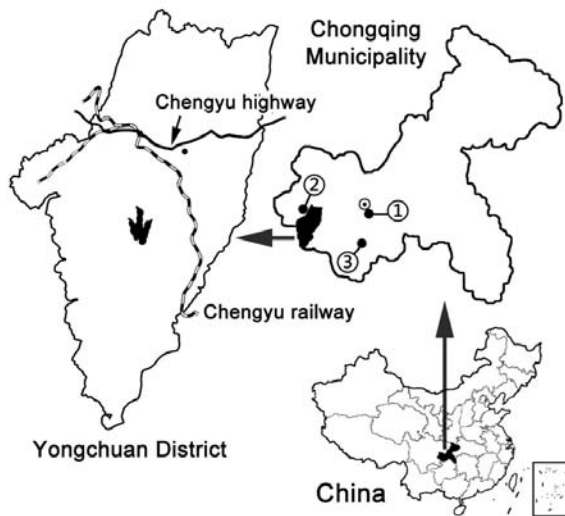 Chongqing
Municipality
Chengyu highway
②
①
③
Chengyu railway
Yongchuan District
China